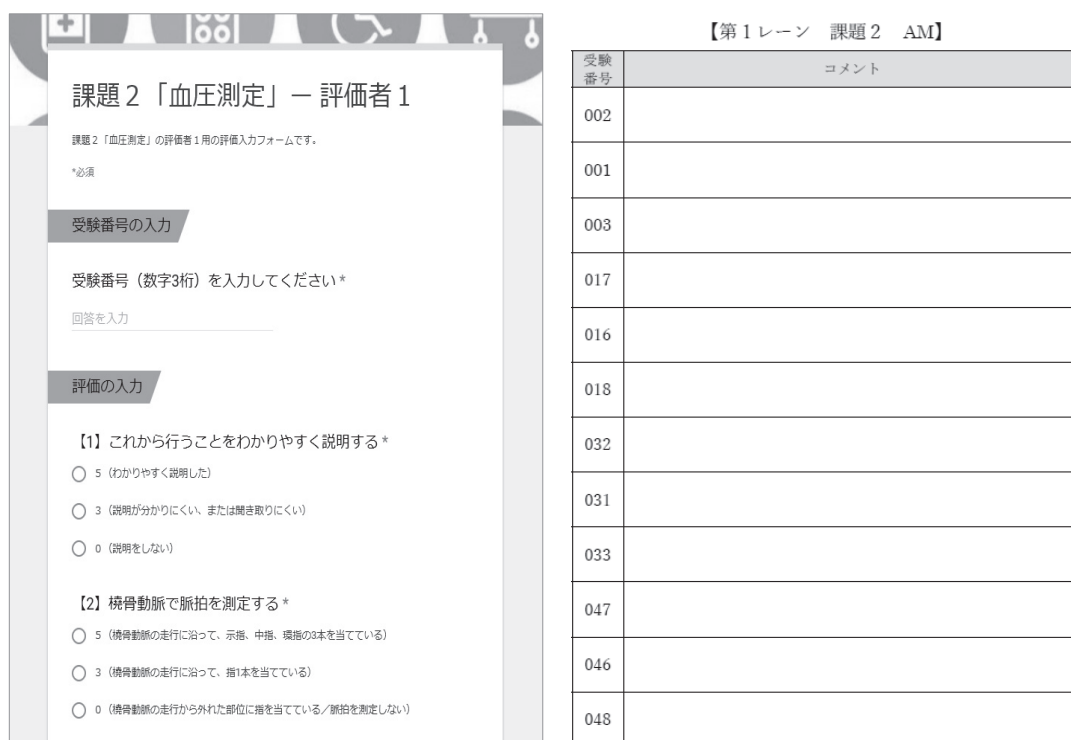 課題2「血圧測定」― 評価者1
課題2「血圧測定」の評価者1用の評価入力フォームです。
*必須
受験番号の入力
受験番号（数字3桁）を入力してください*
回答を入力
評価の入力
【1】これから行うことをわかりやすく説明する*
5（わかりやすく説明した）
3（説明が分かりにくい、または聞き取りにくい）
0（説明をしない）
【2】橈骨動脈で脈拍を測定する*
5（橈骨動脈の走行に沿って、示指、中指、環指の3本を当てている）
3（橈骨動脈の走行に沿って、指1本を当てている）
0（橈骨動脈の走行から外れた部位に指を当てている／脈拍を測定しない）
【第1レーン　課題2　AM】
受験番号　コメント
002
001
003
017
016
018
032
031
033
047
046
048